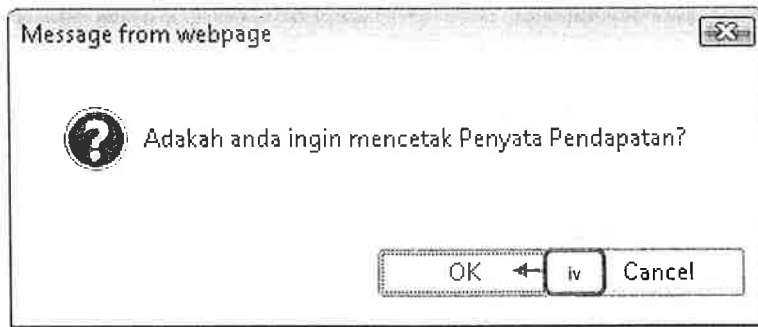 Message from webpage
Adakah anda ingin mencetak Penyata Pendapatan?
OK iv Cancel